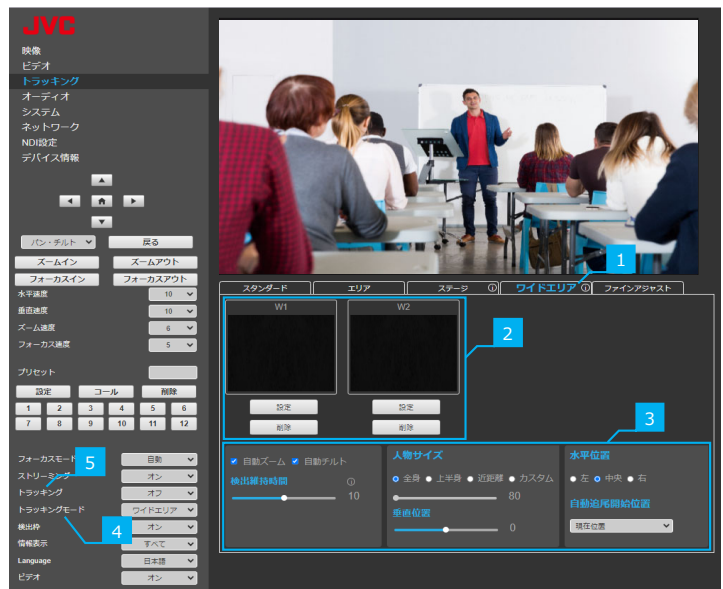 JVC
映像
ビデオ
トラッキング
オーディオ
システム
ネットワーク
NDI設定
デバイス情報
パン・チルト 戻る
ズームイン ズームアウト
フォーカスイン フォーカスアウト
水平速度 10
垂直速度 10
ズーム速度 6
フォーカス速度 5
プリセット
設定 コール 削除
1 2 3 4 5 6
7 8 9 10 11 12
フォーカスモード 自動
5
ストリーミング オン
トラッキング オフ
トラッキングモード ワイドエリア
4
検出枠 オン
情報表示 すべて
Language 日本語
ビデオ オン
1
スタンダード エリア ステージ ワイドエリア ファインアジャスト
W1 W2
2
設定 設定
削除 削除
3
自動ズーム 自動チルト
検出維持時間
10
人物サイズ
全身 上半身 近距離 カスタム
80
垂直位置
0
水平位置
左 中央 右
自動追尾開始位置
現在位置